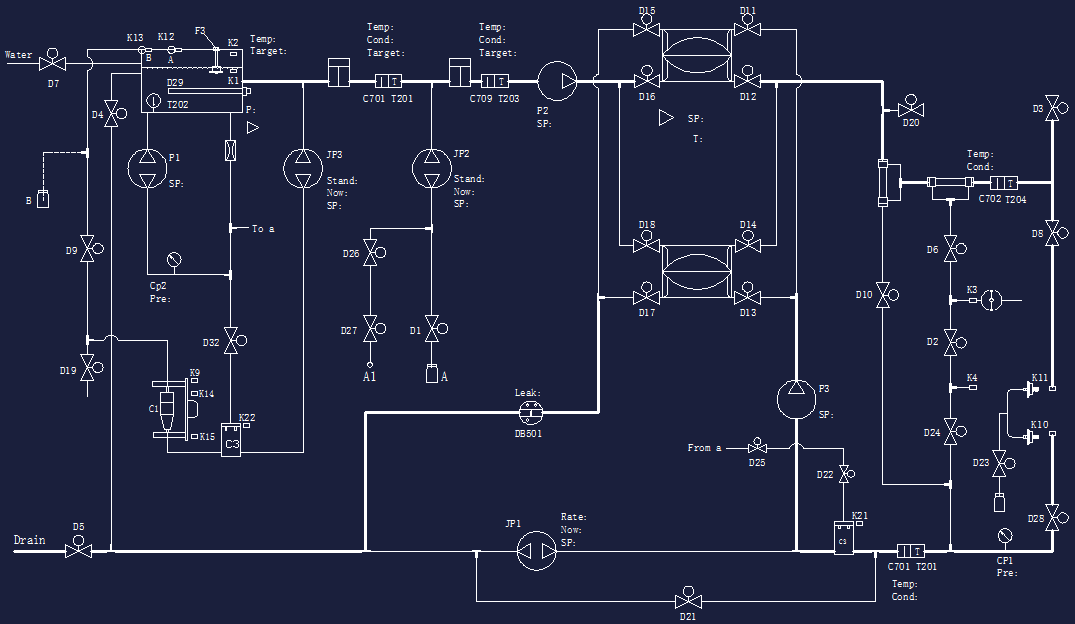 D15
D11
K13
K12
F3
K2
Temp:
Target:
Temp:
Cond:
Target:
Temp:
Cond:
Target:
Water
B
A
K1
D7
D29
T202
P:
C701 T201
C709 T203
P2
SP:
D16
D12
SP:
T:
D20
D3
D4
P1
SP:
JP3
Stand:
Now:
SP:
JP2
Stand:
Now:
SP:
Temp:
Cond:
C702 T204
B
To a
D9
D26
D18
D14
D6
D8
Cp2
Pre:
D10
K3
D17
D13
D32
D27
D1
D2
D19
K9
K14
C1
K15
K22
C3
A1
A
Leak:
DB501
P3
SP:
K4
K11
K10
D24
D23
From a
D25
D22
K21
cs
D28
Drain
D5
JP1
Rate:
Now:
SP:
C701 T201
Temp:
Cond:
CP1
Pre:
D21